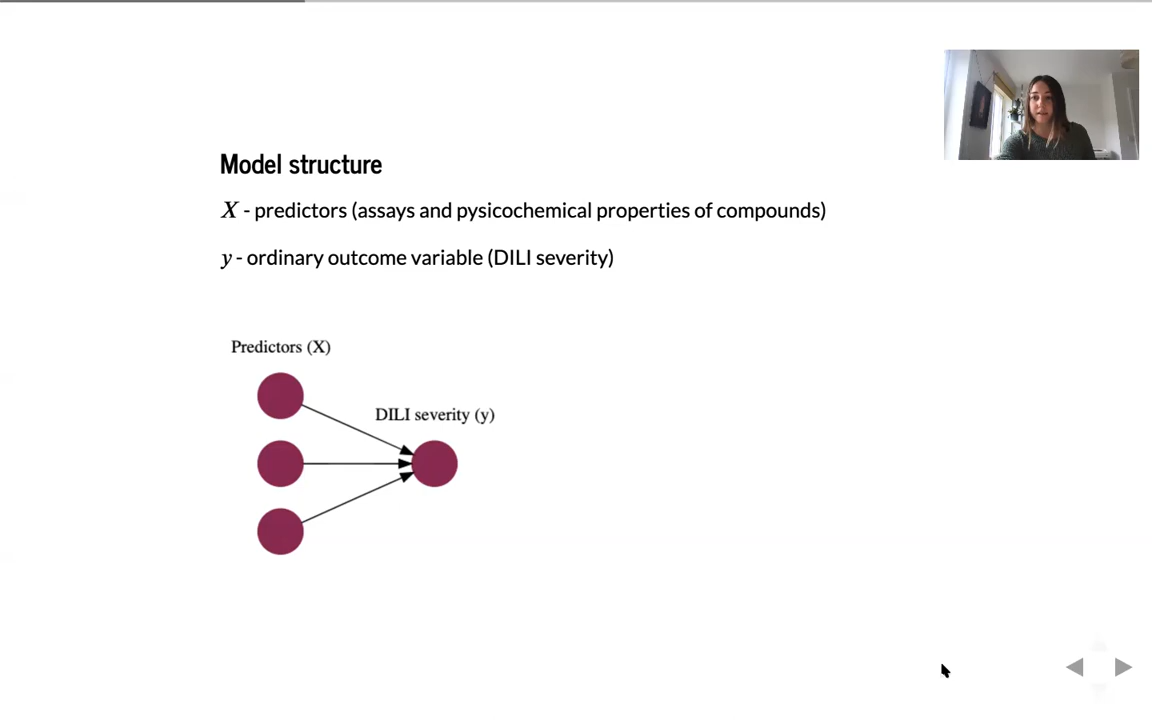 Model structure
X - predictors (assays and pysicochemical properties of compounds)
y - ordinary outcome variable (DILI severity)
Predictors (X)
DILI severity (y)